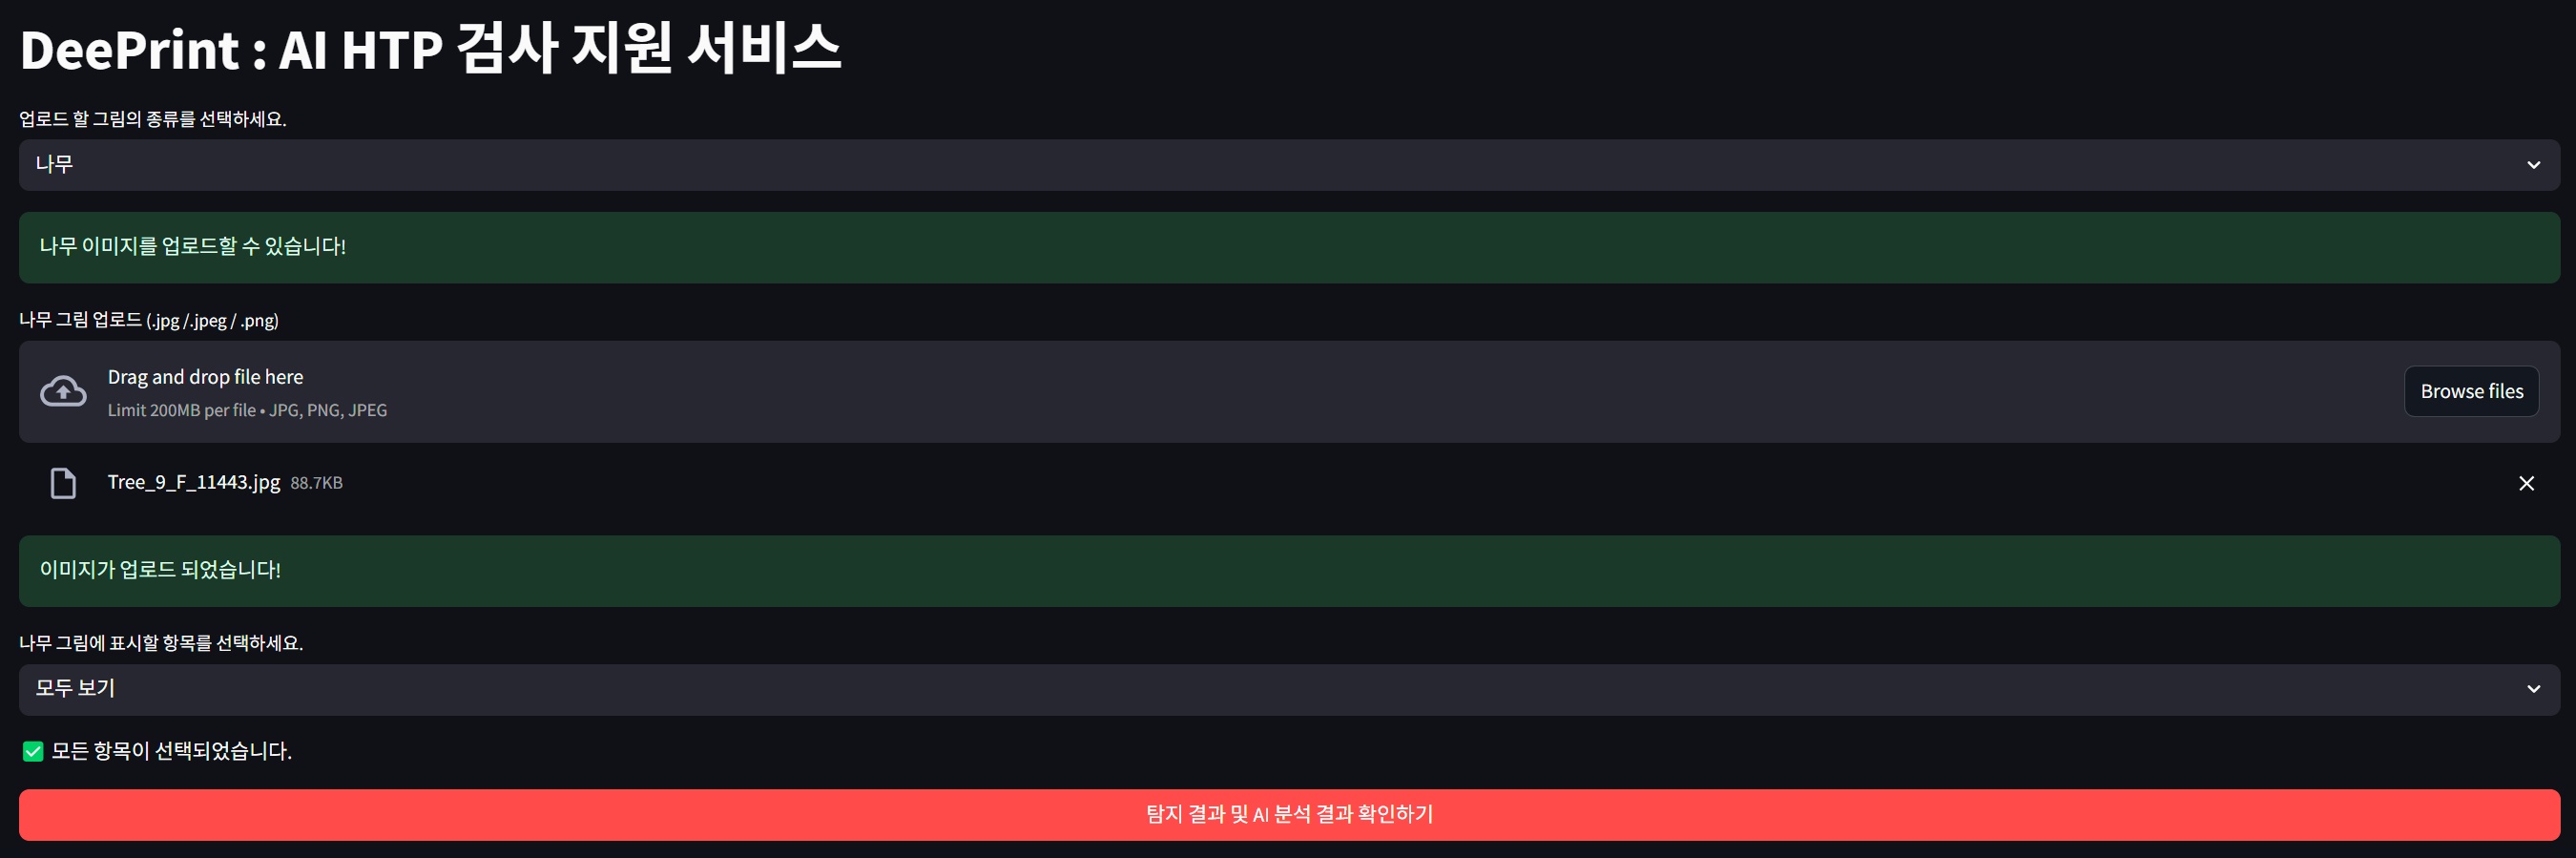 DeePrint : AI HTP 검사 지원 서비스
업로드 할 그림의 종류를 선택하세요.
나무
나무 이미지를 업로드할 수 있습니다!
나무 그림 업로드 (.jpg /.jpeg / .png)
Drag and drop file here
Limit 200MB per file • JPG, PNG, JPEG
Browse files
Tree_9_F_11443.jpg 88.7KB
이미지가 업로드 되었습니다!
나무 그림에 표시할 항목를 선택하세요.
모두 보기
모든 항목이 선택되었습니다.
탐지 결과 및 AI 분석 결과 확인하기